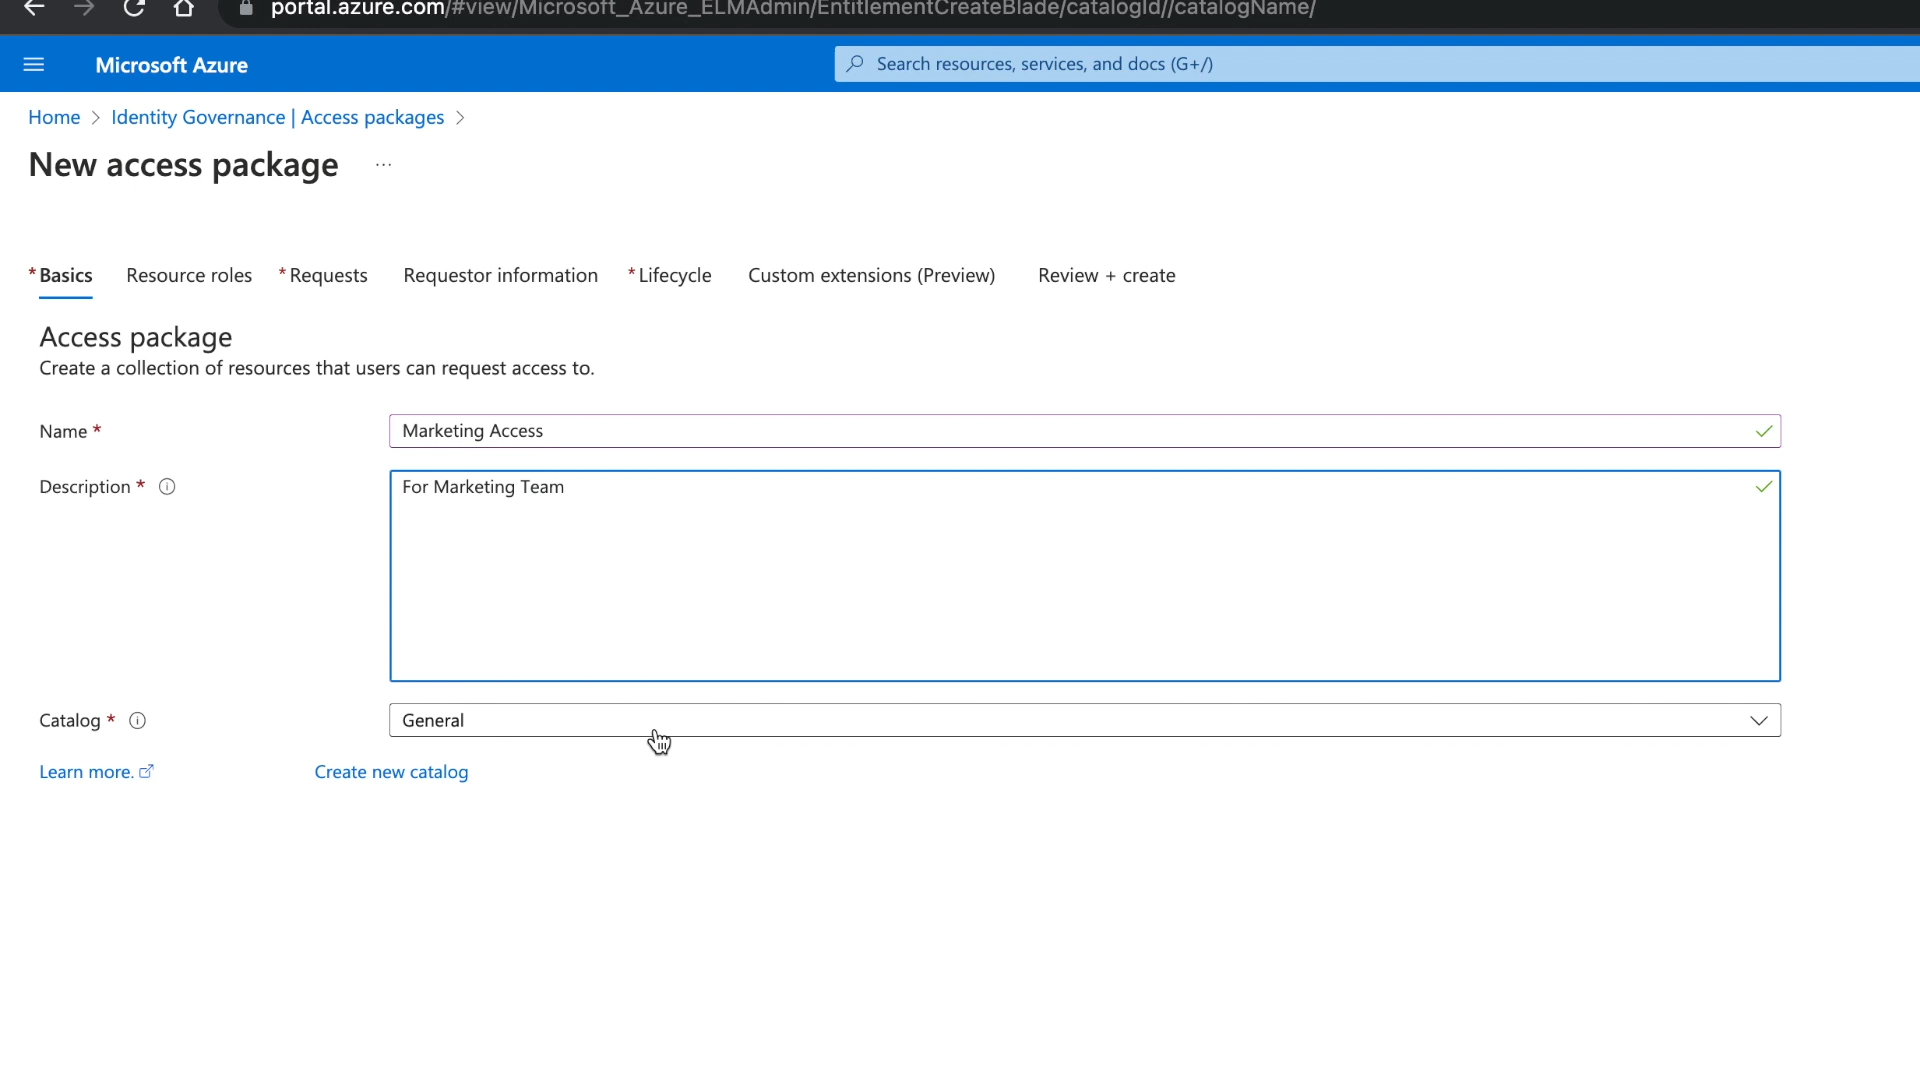 portal.azure.com/#view/Microsoft_Azure_ELMAdmin/EntitlementCreateBlade/catalogId//catalogName/
Microsoft Azure
Search resources, services, and docs (G+/)
Home > Identity Governance | Access packages >
New access package ...
* Basics Resource roles * Requests Requestor information * Lifecycle Custom extensions (Preview) Review + create
Access package
Create a collection of resources that users can request access to.
Name * Marketing Access
Description * For Marketing Team
Catalog * General
Learn more. Create new catalog